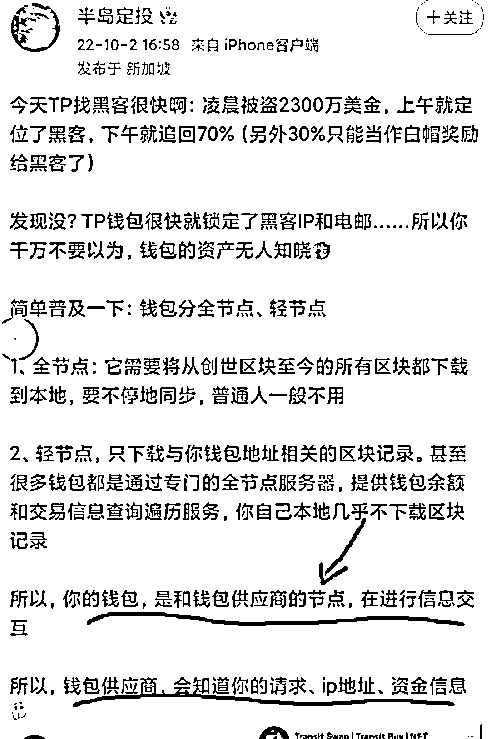 半岛定投
+关注
22-10-2 16:58 来自 iPhone客户端
发布于 新加坡
今天TP找黑客很快啊：凌晨被盗2300万美金，上午就定
位了黑客，下午就追回70%（另外30%只能当作白帽奖励
给黑客了）
发现没？TP钱包很快就锁定了黑客IP和电邮……所以你
千万不要以为，钱包的资产无人知晓
简单普及一下：钱包分全节点、轻节点
1、全节点：它需要将从创世区块至今的所有区块都下载
到本地，要不停地同步，普通人一般不用
2、轻节点，只下载与你钱包地址相关的区块记录。甚至
很多钱包都是通过专门的全节点服务器，提供钱包余额
和交易信息查询遍历服务，你自己本地几乎不下载区块
记录
所以，你的钱包，是和钱包供应商的节点，在进行信息交
互
所以，钱包供应商，会知道你的请求、ip地址、资金信息
Transit Swap | Transit Buy | NFT